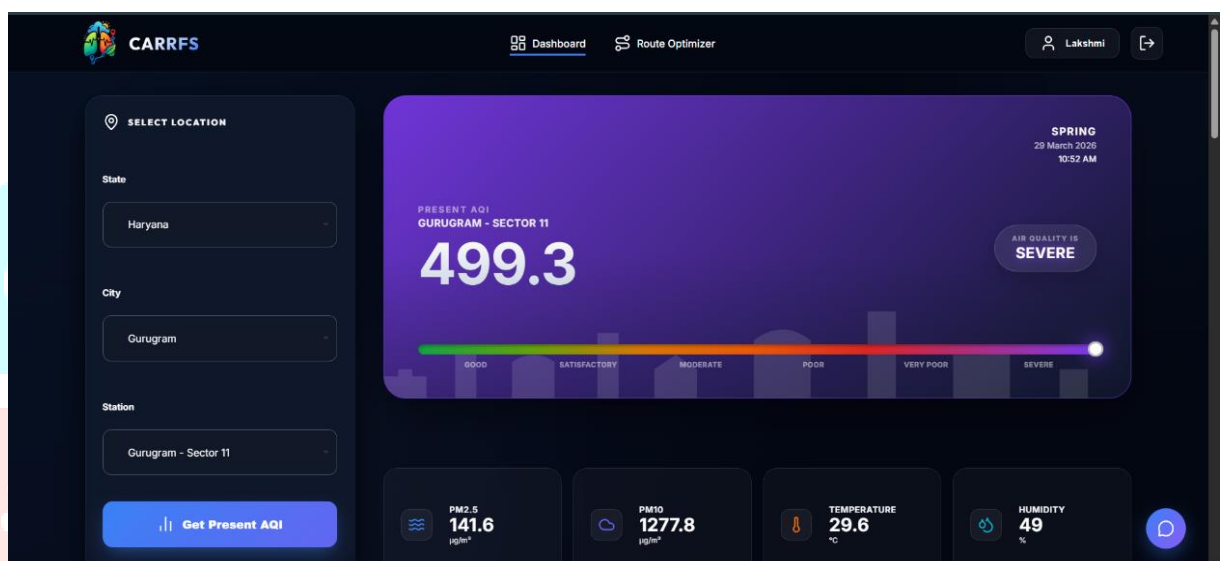 CARRFS
Dashboard
Route Optimizer
Lakshmi
SELECT LOCATION
State
Haryana
City
Gurugram
Station
Gurugram - Sector 11
Get Present AQI
SPRING
29 March 2026
10:52 AM
PRESENT AQI
GURUGRAM - SECTOR 11
499.3
AIR QUALITY IS
SEVERE
GOOD SATISFACTORY MODERATE POOR VERY POOR SEVERE
PM2.5
141.6
µg/m³
PM10
1277.8
µg/m³
TEMPERATURE
29.6
°C
HUMIDITY
49
%